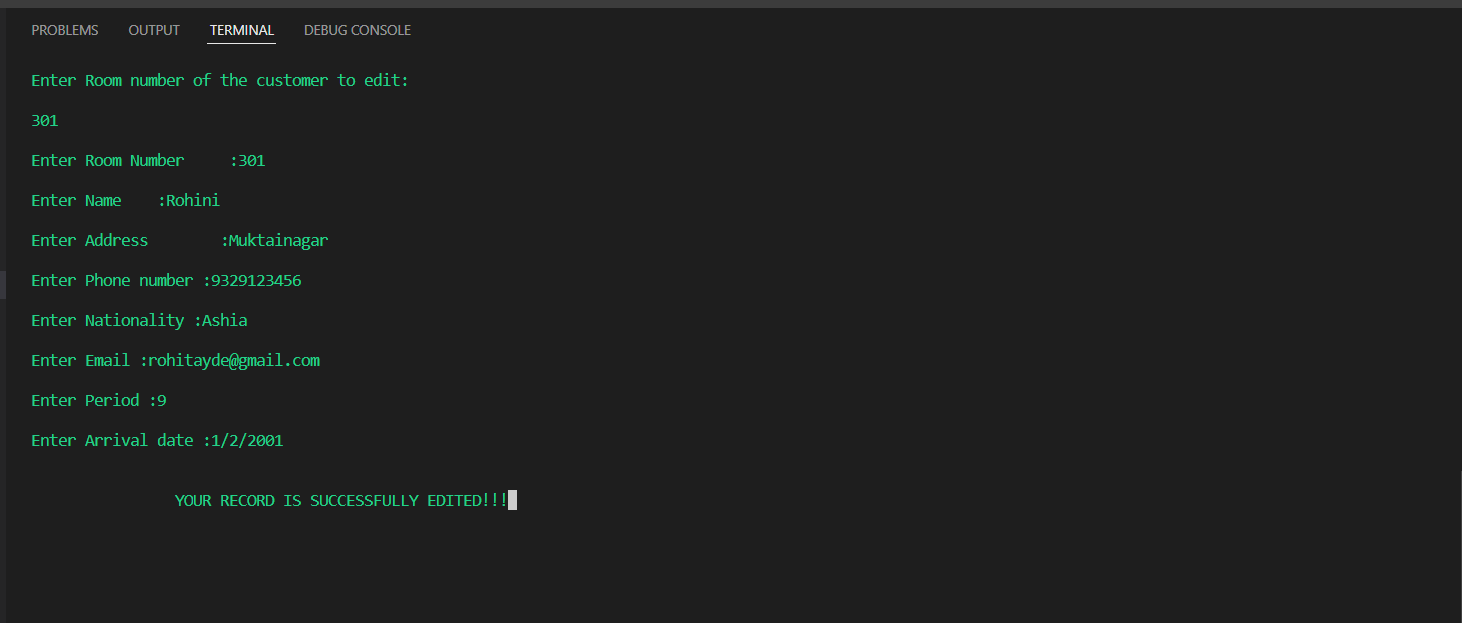 PROBLEMS OUTPUT TERMINAL DEBUG CONSOLE
Enter Room number of the customer to edit:
301
Enter Room Number     :301
Enter Name    :Rohini
Enter Address        :Muktainagar
Enter Phone number :9329123456
Enter Nationality :Ashia
Enter Email :rohitayde@gmail.com
Enter Period :9
Enter Arrival date :1/2/2001
YOUR RECORD IS SUCCESSFULLY EDITED!!!